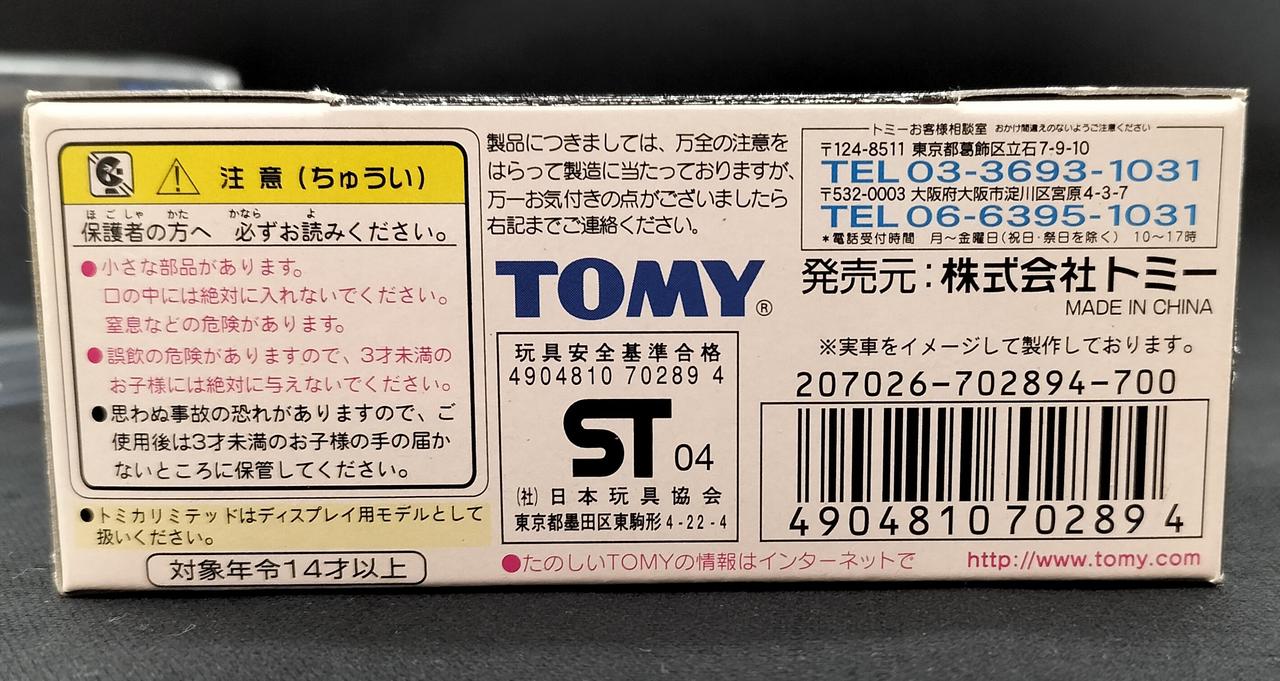 注意(ちゅうい)
ほごしゃ かた かなら よ
保護者の方へ 必ずお読みください。
●小さな部品があります。
口の中には絶対に入れないでください。
窒息などの危険があります。
●誤飲の危険がありますので、3才未満の
お子様には絶対に与えないでください。
●思わぬ事故の恐れがありますので、ご
使用後は3才未満のお子様の手の届か
ないところに保管してください。
●トミカリミテッドはディスプレイ用モデルとして
扱いください。
対象年令14才以上
製品につきましては、万全の注意を
はらって製造に当たっておりますが、
万一お気付きの点がございましたら
右記までご連絡ください。
TOMY®
玩具安全基準合格
4904810 70289 4
ST 04
(社)日本玩具協会
東京都墨田区東駒形4-22-4
トミーお客様相談室 おかけ間違えのないようご注意ください
〒124-8511 東京都葛飾区立石7-9-10
TEL 03-3693-1031
〒532-0003 大阪府大阪市淀川区宮原4-3-7
TEL 06-6395-1031
*電話受付時間 月~金曜日(祝日・祭日を除く) 10~17時
発売元:株式会社トミー
MADE IN CHINA
※実車をイメージして製作しております。
207026-702894-700
4904810702894
●たのしいTOMYの情報はインターネットで http://www.tomy.com